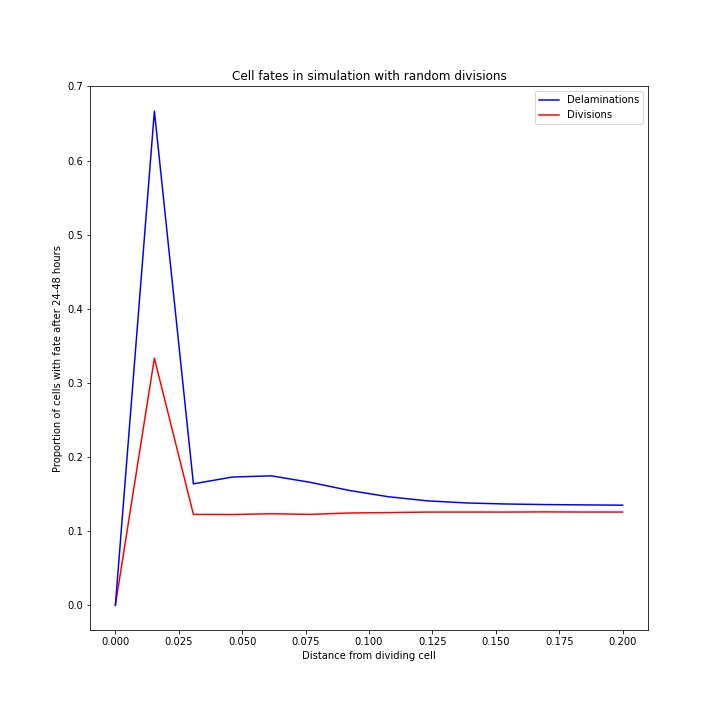 Cell fates in simulation with random divisions
Delaminations
Divisions
Proportion of cells with fate after 24-48 hours
0.7
0.6
0.5
0.4
0.3
0.2
0.1
0.0
0.000 0.025 0.050 0.075 0.100 0.125 0.150 0.175 0.200
Distance from dividing cell